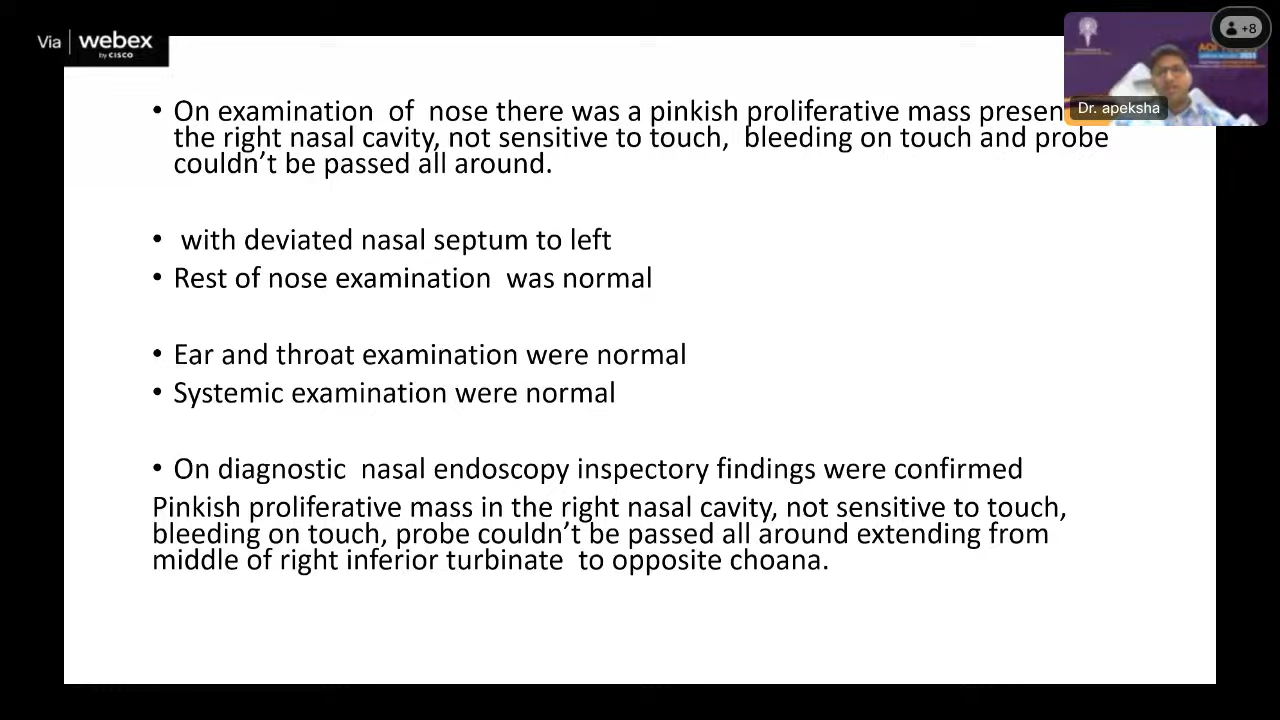 Via webex
by CISCO
+8
Dr. apeksha
• On examination of nose there was a pinkish proliferative mass present
the right nasal cavity, not sensitive to touch, bleeding on touch and probe
couldn't be passed all around.
• with deviated nasal septum to left
• Rest of nose examination was normal
• Ear and throat examination were normal
• Systemic examination were normal
• On diagnostic nasal endoscopy inspectory findings were confirmed
Pinkish proliferative mass in the right nasal cavity, not sensitive to touch,
bleeding on touch, probe couldn't be passed all around extending from
middle of right inferior turbinate to opposite choana.